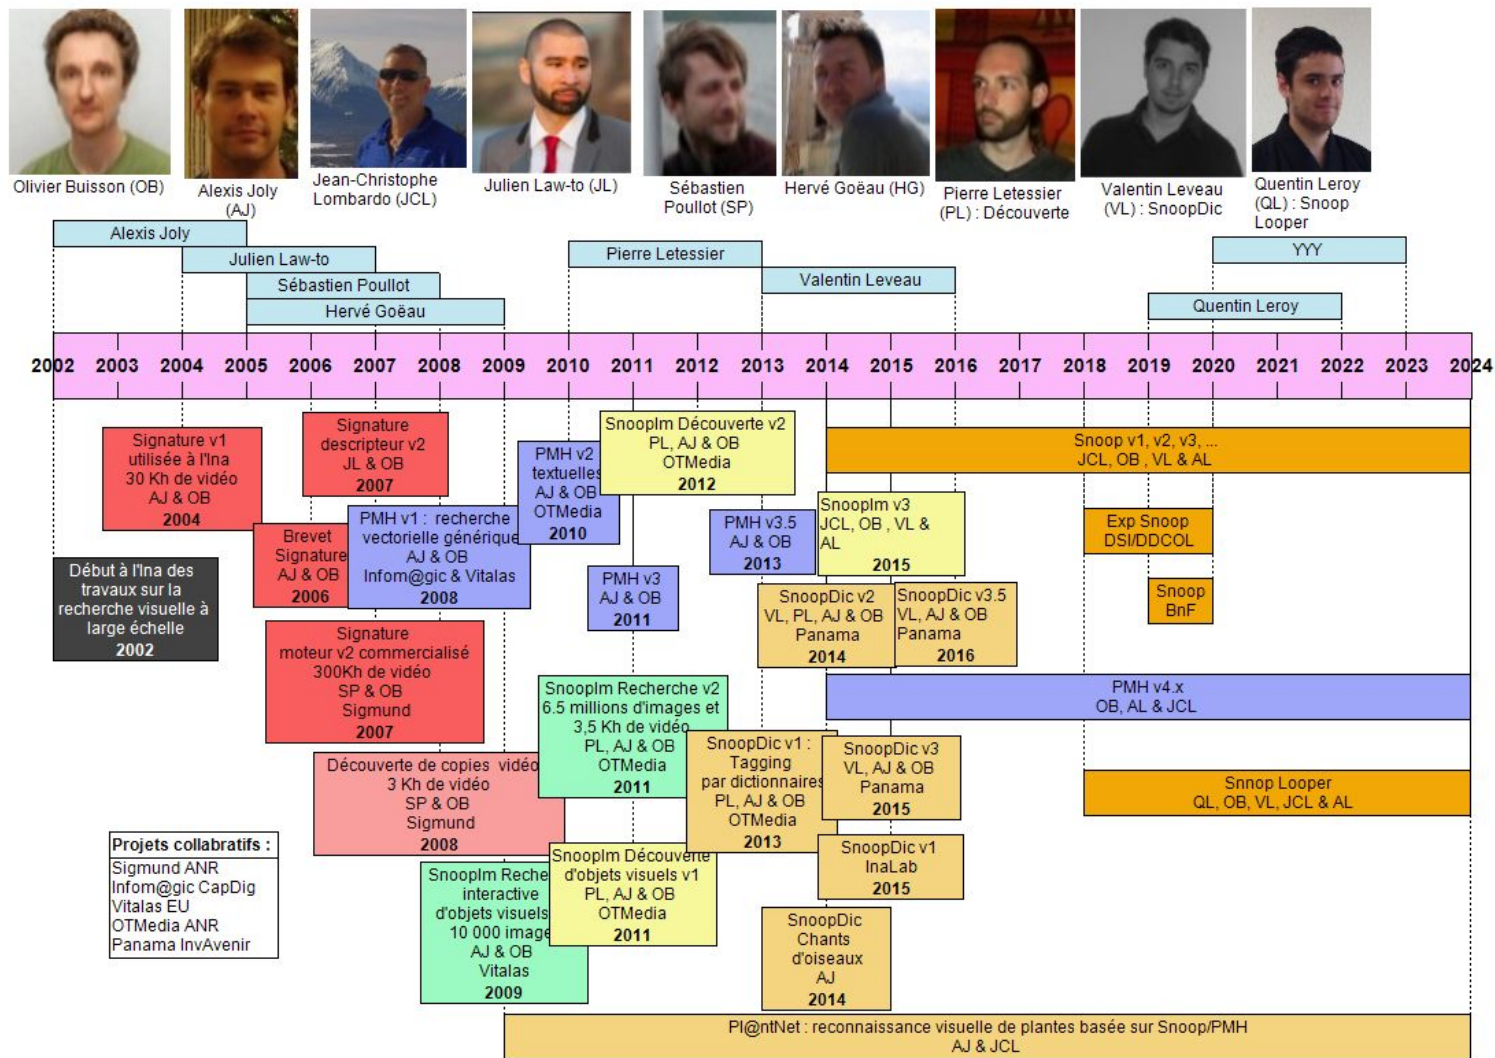 Olivier Buisson (OB)
Alexis Joly
(AJ)
Jean-Christophe
Lombardo (JCL)
Julien Law-to (JL)
Sébastien
Poullot (SP)
Hervé Goëau (HG)
Pierre Letessier
(PL) : Découverte
Valentin Leveau
(VL) : SnoopDic
Quentin Leroy
(QL) : Snoop
Looper
Alexis Joly
Julien Law-to
Sébastien Poullot
Hervé Goëau
Pierre Letessier
Valentin Leveau
YYY
Quentin Leroy
2002 2003 2004 2005 2006 2007 2008 2009 2010 2011 2012 2013 2014 2015 2016 2017 2018 2019 2020 2021 2022 2023 2024
Signature v1
utilisée à l'Ina
30 Kh de vidéo
AJ & OB
2004
Début à l'Ina des
travaux sur la
recherche visuelle à
large échelle
2002
Signature
descripteur v2
JL & OB
2007
Brevet
Signature
AJ & OB
2006
PMH v1 : recherche
vectorielle générique
AJ & OB
Infom@gic & Vitalas
2008
Signature
moteur v2 commercialisé
300Kh de vidéo
SP & OB
Sigmund
2007
Découverte de copies vidéo
3 Kh de vidéo
SP & OB
Sigmund
2008
PMH v2
textuelles
AJ & OB
OTMedia
2010
SnoopIm Découverte v2
PL, AJ & OB
OTMedia
2012
PMH v3
AJ & OB
2011
PMH v3.5
AJ & OB
2013
SnoopIm v3
JCL, OB , VL &
AL
2015
SnoopDic v2
VL, PL, AJ & OB
Panama
2014
SnoopDic v3.5
VL, AJ & OB
Panama
2016
SnoopIm Recherche v2
6.5 millions d'images et
3,5 Kh de vidéo
PL, AJ & OB
OTMedia
2011
SnoopDic v1 :
Tagging
par dictionnaires
PL, AJ & OB
OTMedia
2013
SnoopDic v3
VL, AJ & OB
Panama
2015
SnoopIm Découverte
d'objets visuels v1
PL, AJ & OB
OTMedia
2011
SnoopDic v1
InaLab
2015
SnoopIm Reche
interactive
d'objets visuels
10 000 image
AJ & OB
Vitalas
2009
SnoopDic
Chants
d'oiseaux
AJ
2014
Snoop v1, v2, v3, ...
JCL, OB , VL & AL
Exp Snoop
DSI/DDCOL
Snoop
BnF
PMH v4.x
OB, AL & JCL
Snnop Looper
QL, OB, VL, JCL & AL
Projets collabratifs :
Sigmund ANR
Infom@gic CapDig
Vitalas EU
OTMedia ANR
Panama InvAvenir
Pl@ntNet : reconnaissance visuelle de plantes basée sur Snoop/PMH
AJ & JCL